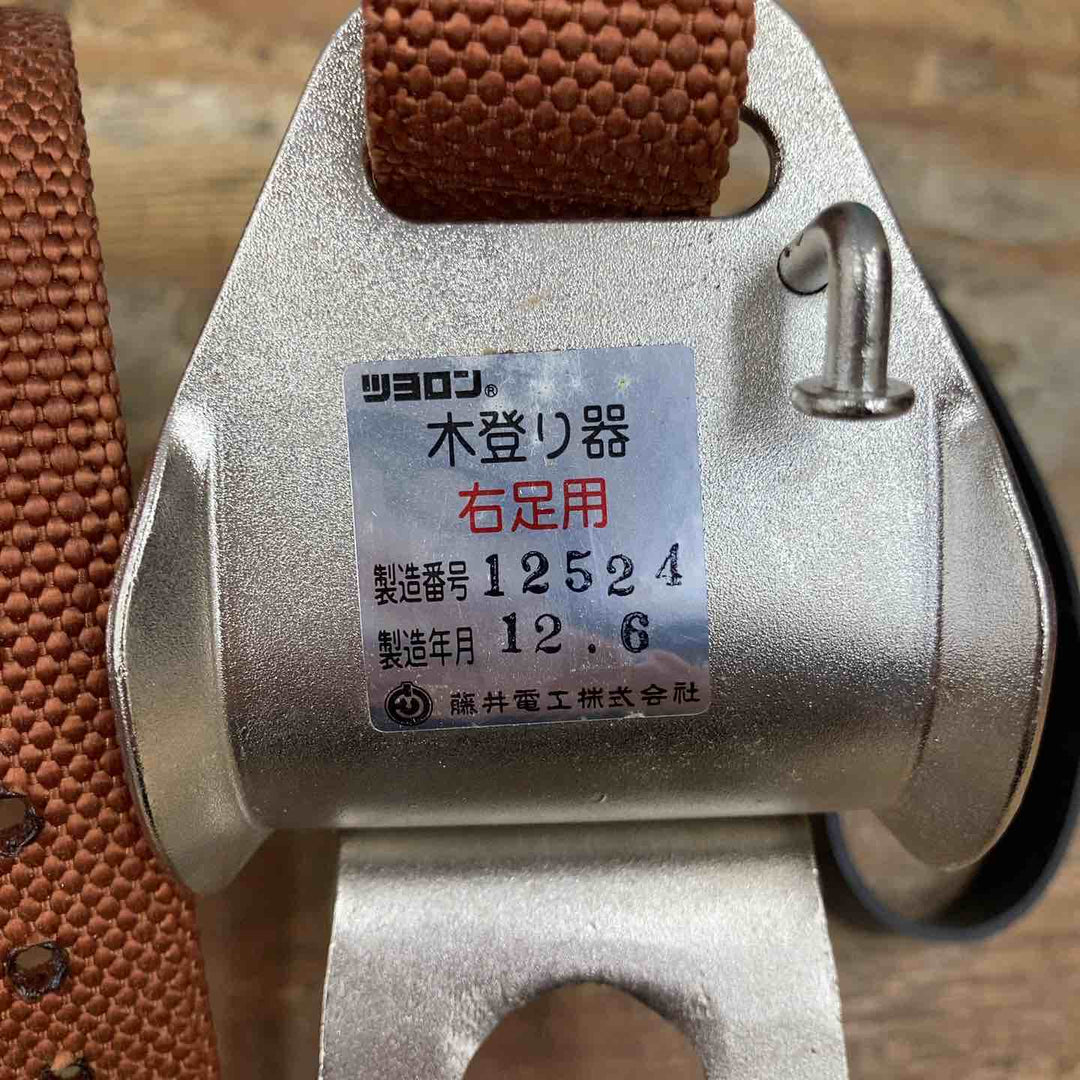 ツヨロン®
木登り器
右足用
製造番号 12524
製造年月 12.6
藤井電工株式会社